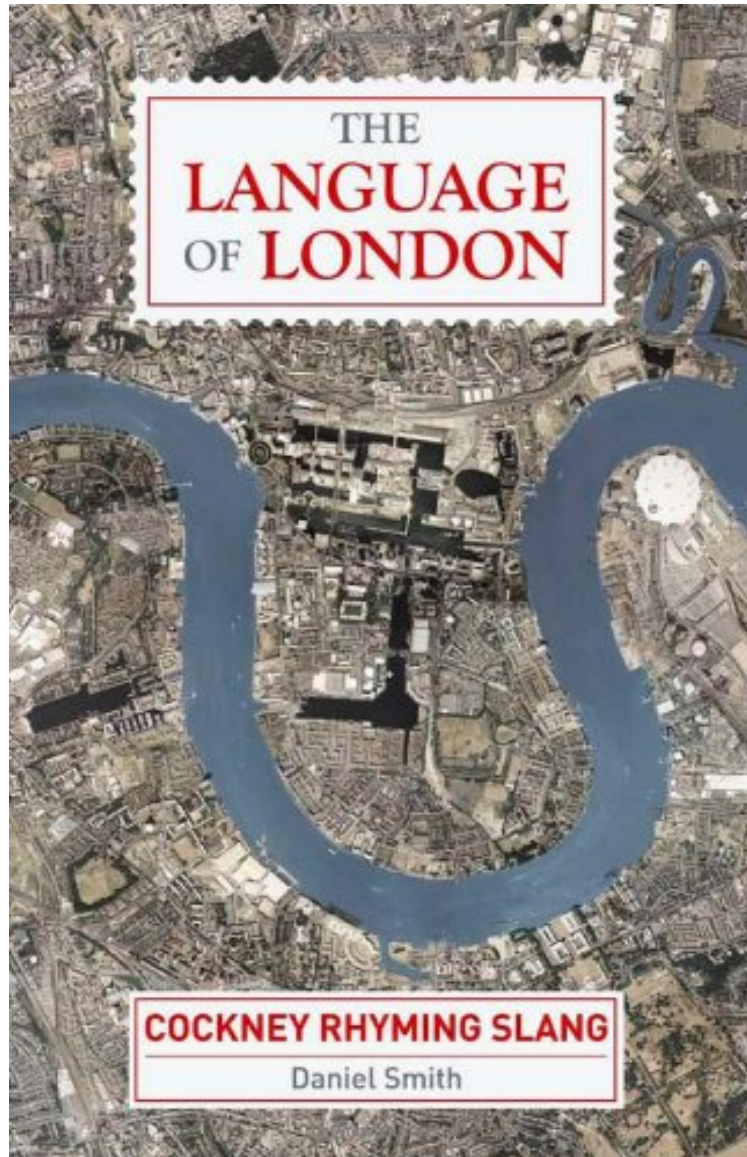 THE
LANGUAGE
OF LONDON
COCKNEY RHYMING SLANG
Daniel Smith